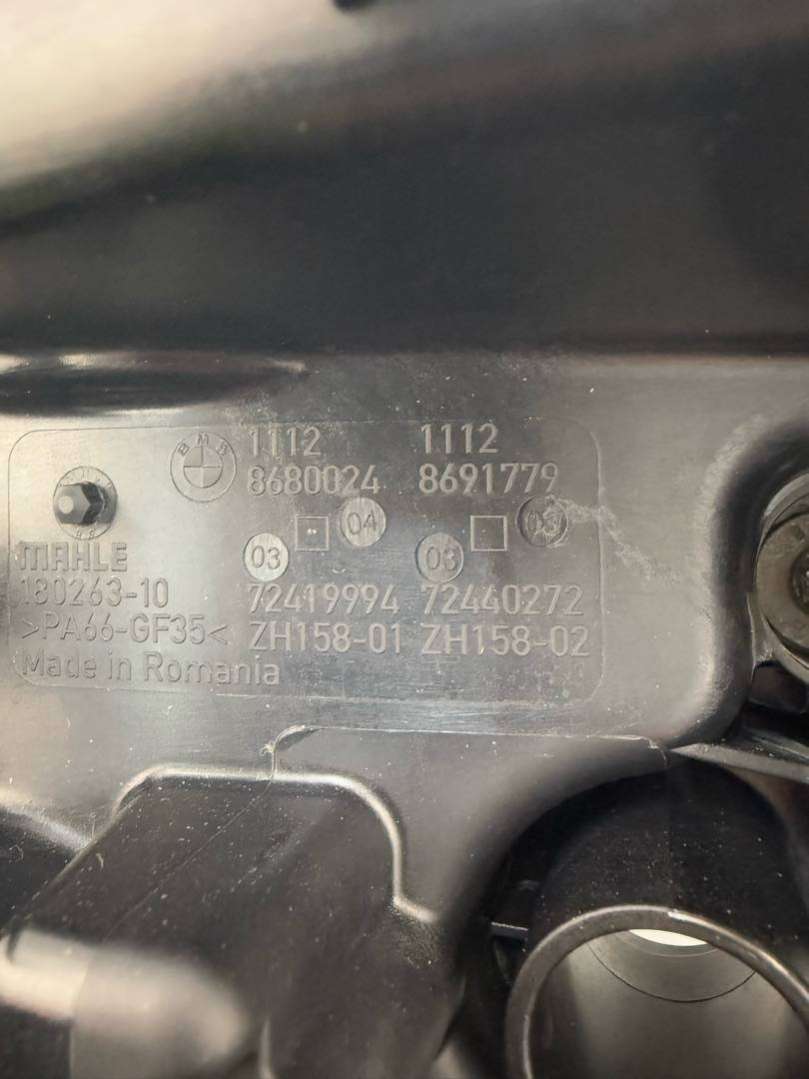 BMW
1112 1112
8680024 8691779
04
03 03
MAHLE
180263-10 72419994 72440272
>PA66-GF35< ZH158-01 ZH158-02
Made in Romania